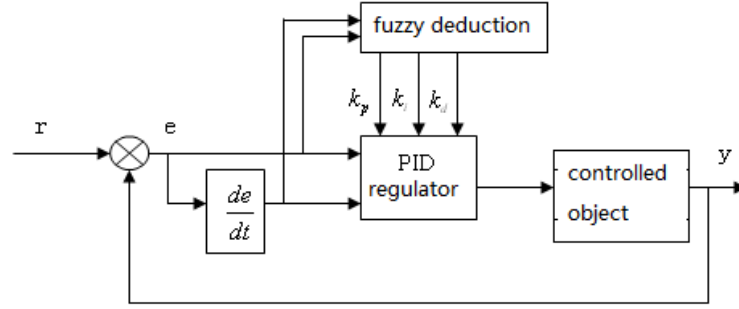 fuzzy deduction
k_p k_i k_d
r
e
y
PID
regulator
controlled
object
de
dt